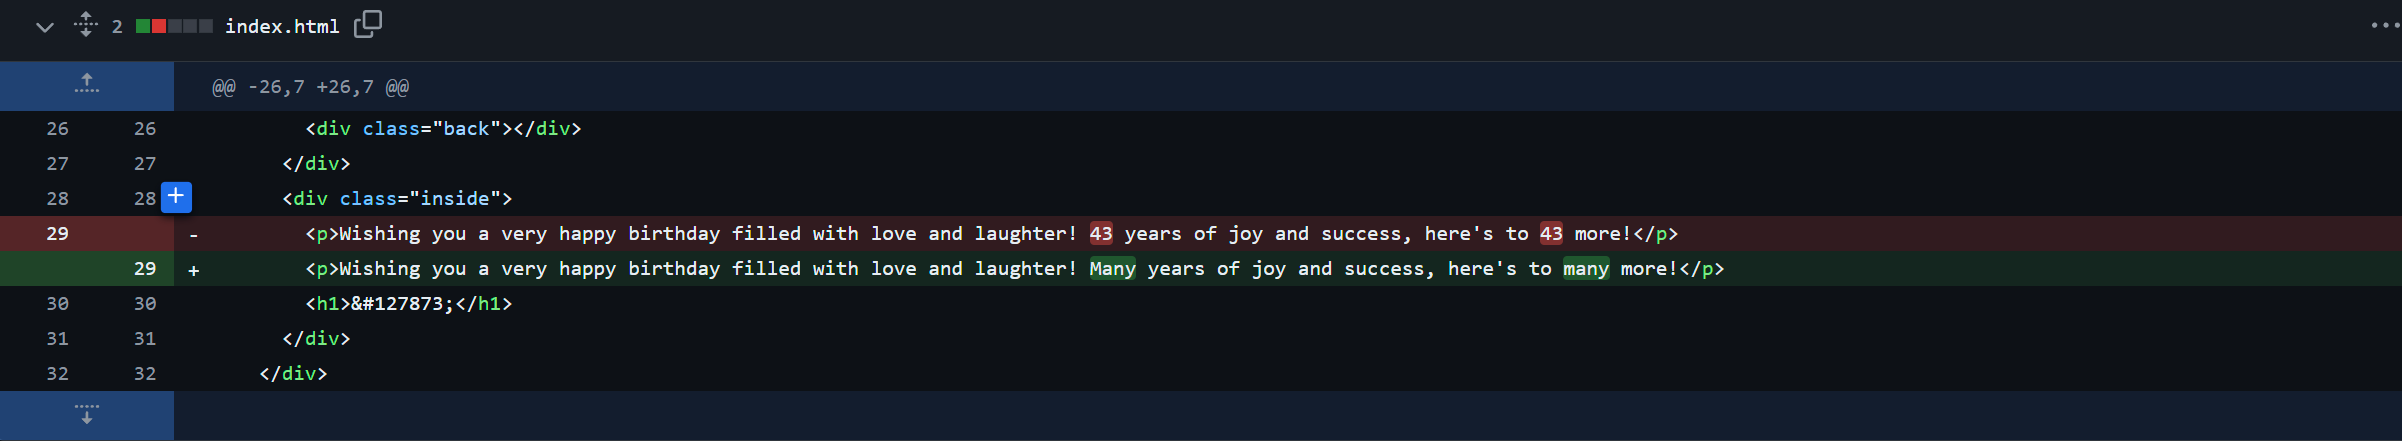 2 index.html
@@ -26,7 +26,7 @@
26 26 <div class="back"></div>
27 27 </div>
28 28 <div class="inside">
29 - <p>Wishing you a very happy birthday filled with love and laughter! 43 years of joy and success, here's to 43 more!</p>
29 + <p>Wishing you a very happy birthday filled with love and laughter! Many years of joy and success, here's to many more!</p>
30 30 <h1>&#127873;</h1>
31 31 </div>
32 32 </div>